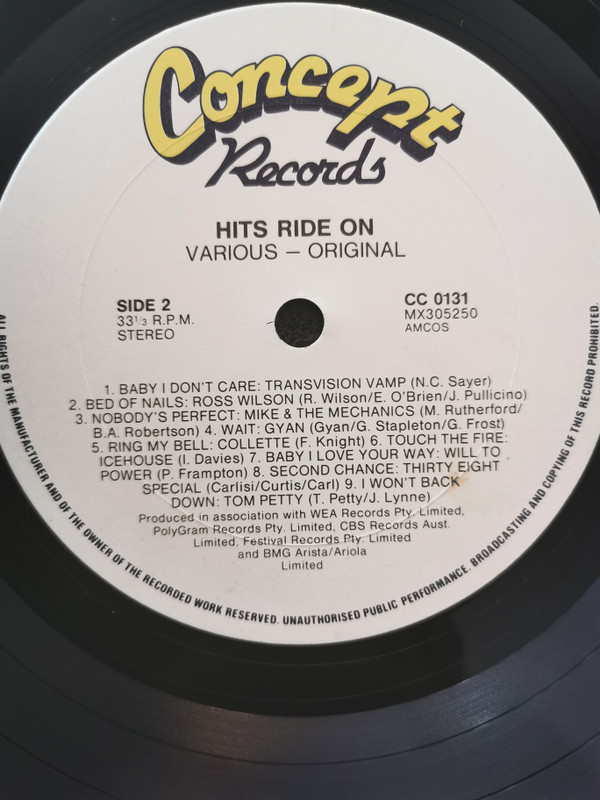 Concept
Records
HITS RIDE ON
VARIOUS — ORIGINAL
SIDE 2
33 1/3 R.P.M.
STEREO
CC 0131
MX305250
AMCOS
1. BABY I DON'T CARE: TRANSVISION VAMP (N.C. Sayer)
2. BED OF NAILS: ROSS WILSON (R. Wilson/E. O'Brien/J. Pullicino)
3. NOBODY'S PERFECT: MIKE & THE MECHANICS (M. Rutherford/
B.A. Robertson) 4. WAIT: GYAN (Gyan/G. Stapleton/G. Frost)
5. RING MY BELL: COLLETTE (F. Knight) 6. TOUCH THE FIRE:
ICEHOUSE (I. Davies) 7. BABY I LOVE YOUR WAY: WILL TO
POWER (P. Frampton) 8. SECOND CHANCE: THIRTY EIGHT
SPECIAL (Carlisi/Curtis/Carl) 9. I WON'T BACK
DOWN: TOM PETTY (T. Petty/J. Lynne)
Produced in association with WEA Records Pty. Limited,
PolyGram Records Pty. Limited, CBS Records Aust.
Limited, Festival Records Pty. Limited
and BMG Arista/Ariola
Limited
ALL RIGHTS OF THE MANUFACTURER AND OF THE OWNER OF THE RECORDED WORK RESERVED. UNAUTHORISED PUBLIC PERFORMANCE, BROADCASTING AND COPYING OF THIS RECORD PROHIBITED.